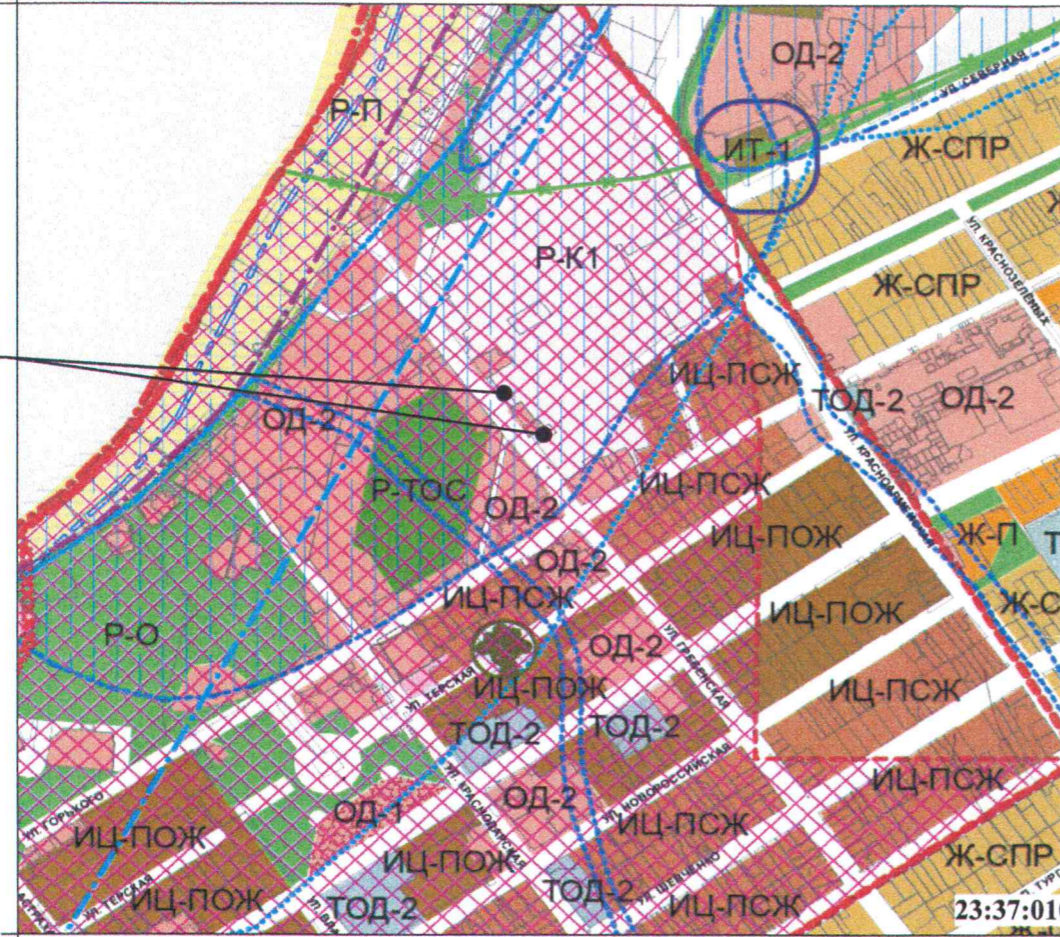 ОД-2
УЛ. СЕВЕРНАЯ
Р-П
ИТ-1
Ж-СПР
Р-К1
УЛ. КРАСНОЗЕЛЁНЫХ
Ж-СПР
ИЦ-ПСЖ
ТОД-2
ОД-2
ОД-2
УЛ. КРАСНОАРМЕЙСКАЯ
Р-ТОС
ИЦ-ПСЖ
ОД-2
ИЦ-ПОЖ
Ж-П
ОД-2
ИЦ-ПСЖ
ИЦ-ПОЖ
Р-О
ОД-2
УЛ. ГРЕБЕНСКАЯ
УЛ. ТЕРСКАЯ
ИЦ-ПОЖ
ИЦ-ПСЖ
ТОД-2
ТОД-2
ИЦ-ПСЖ
УЛ. НОВОРОССИЙСКАЯ
УЛ. КРАСНОДАРСКАЯ
УЛ. ГОРЬКОГО
ОД-1
ОД-2
ИЦ-ПОЖ
ИЦ-ПСЖ
ИЦ-ПОЖ
УЛ. ШЕВЧЕНКО
Ж-СПР
УЛ. ТЕРСКАЯ
ИЦ-ПОЖ
ТОД-2
ТОД-2
ИЦ-ПСЖ
23:37:010